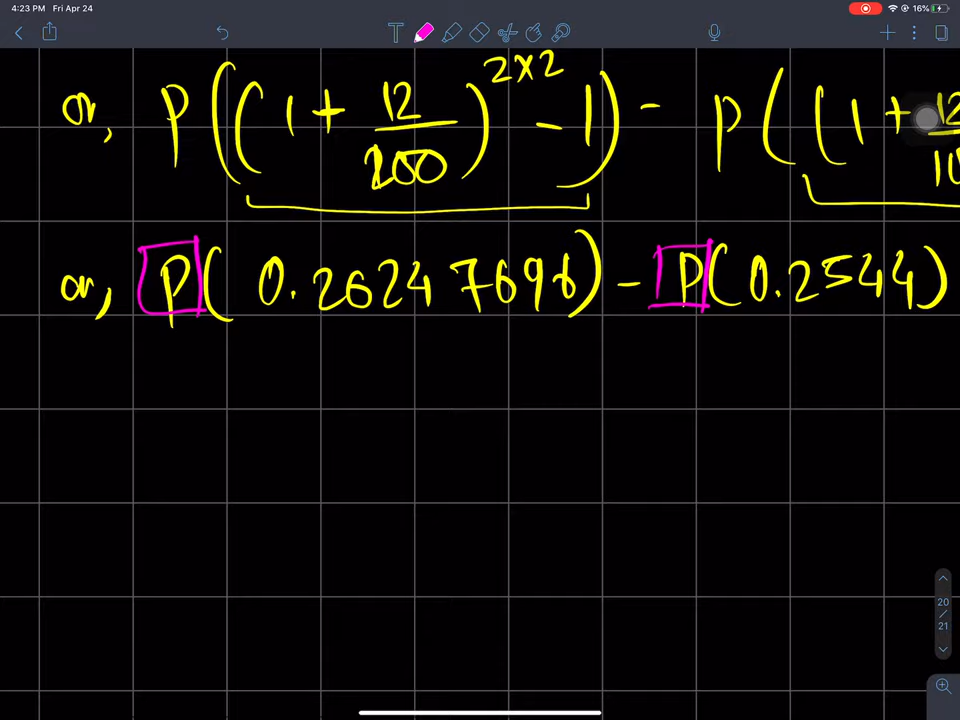 4:23 PM Fri Apr 24 16%
or, P((1 + 12/200)^2×2 - 1) - P((1 + 12
or, P(0.26247696) - P(0.2544)
20
/
21